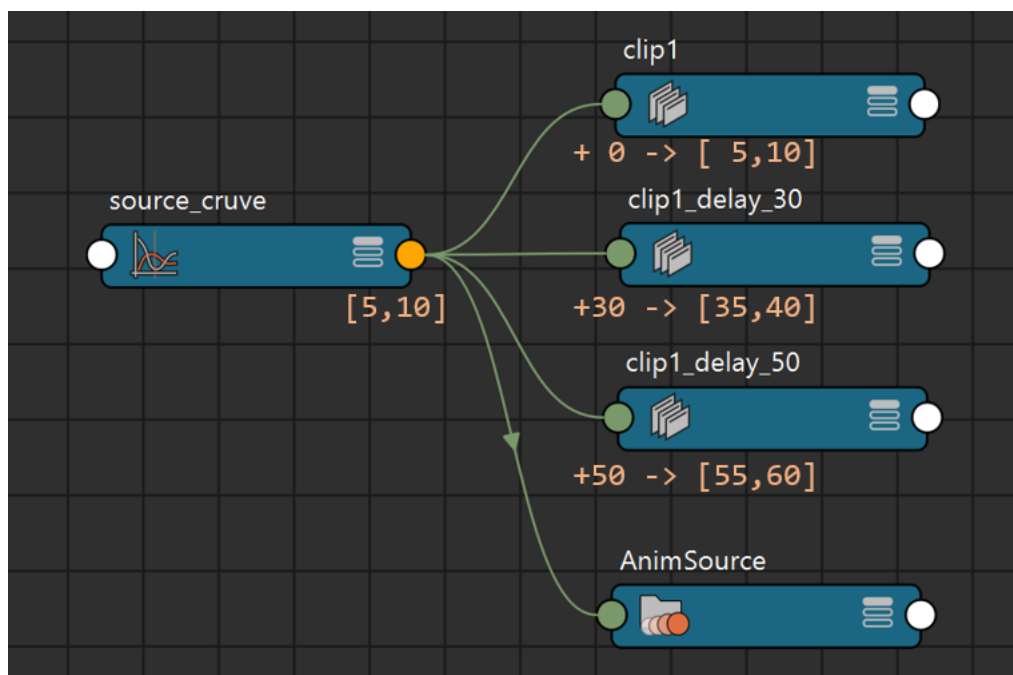 clip1
+ 0 -> [ 5,10]
source_cruve
[5,10]
clip1_delay_30
+30 -> [35,40]
clip1_delay_50
+50 -> [55,60]
AnimSource